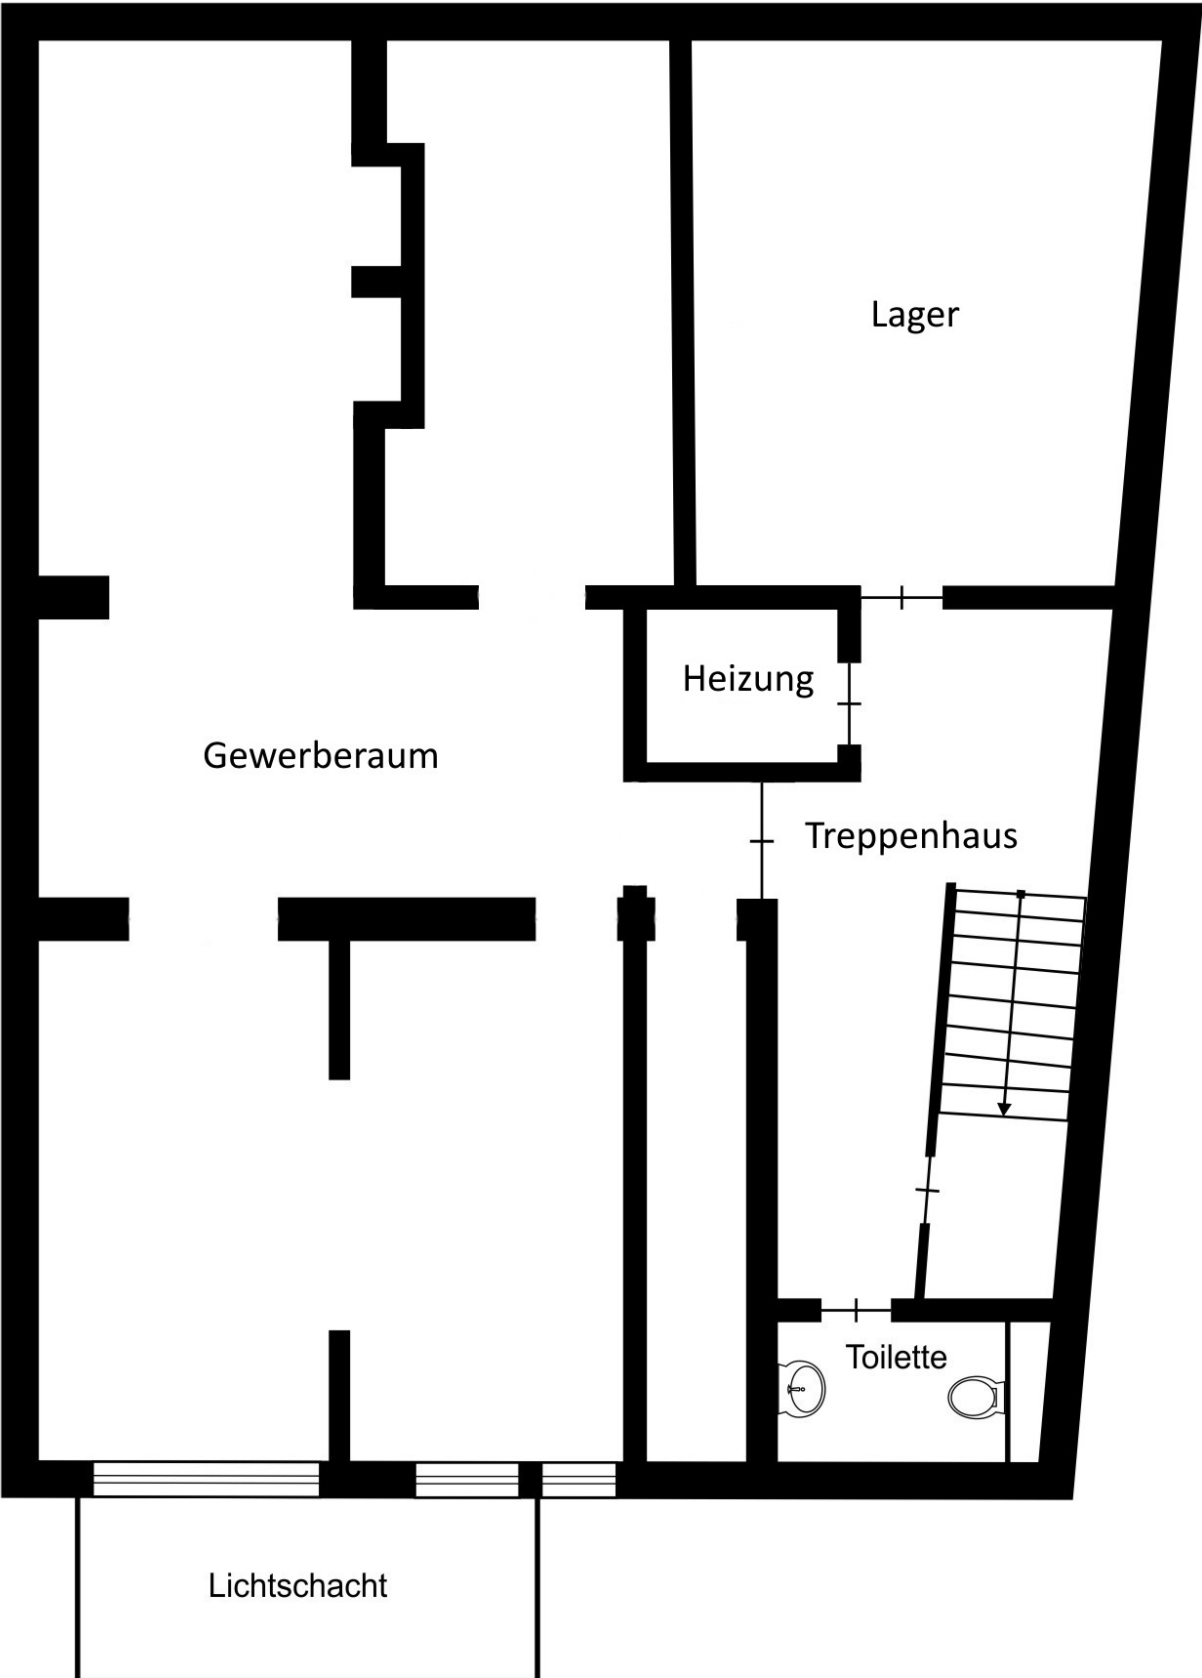 Lager
Heizung
Gewerberaum
Treppenhaus
Toilette
Lichtschacht